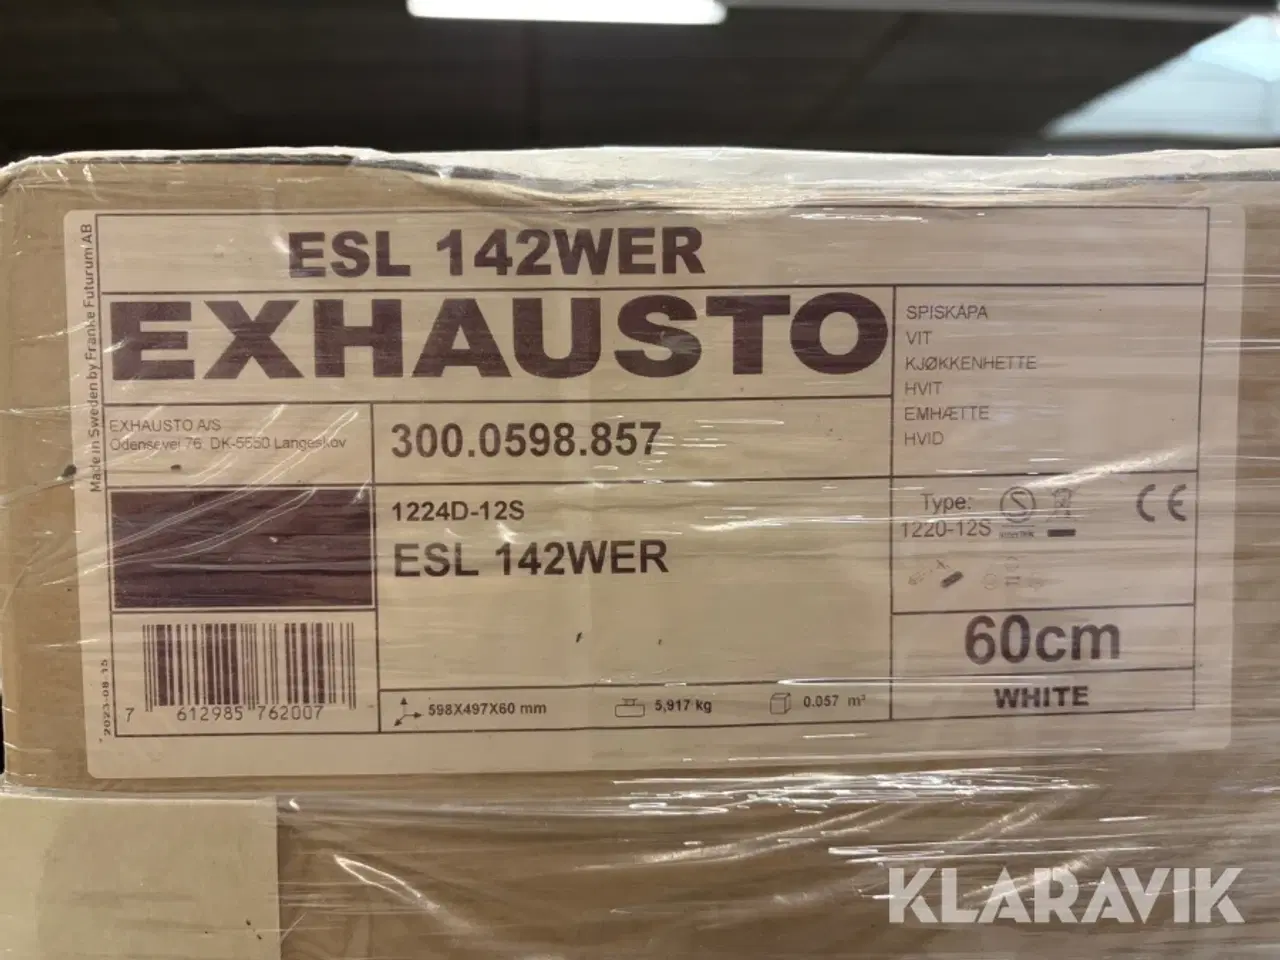 ESL 142WER
EXHAUSTO
SPISKÅPA
VIT
KJØKKENHETTE
HVIT
EMHÆTTE
HVID
Made in Sweden by Franke Futurum AB
EXHAUSTO A/S
Odensevej 76, DK-5550 Langeskov
300.0598.857
1224D-12S
ESL 142WER
Type:
1220-12S
S
Intertek
CE
60cm
WHITE
7 612985 762007
2023-08-15
598X497X60 mm
5,917 kg
0.057 m³
KLARAVIK